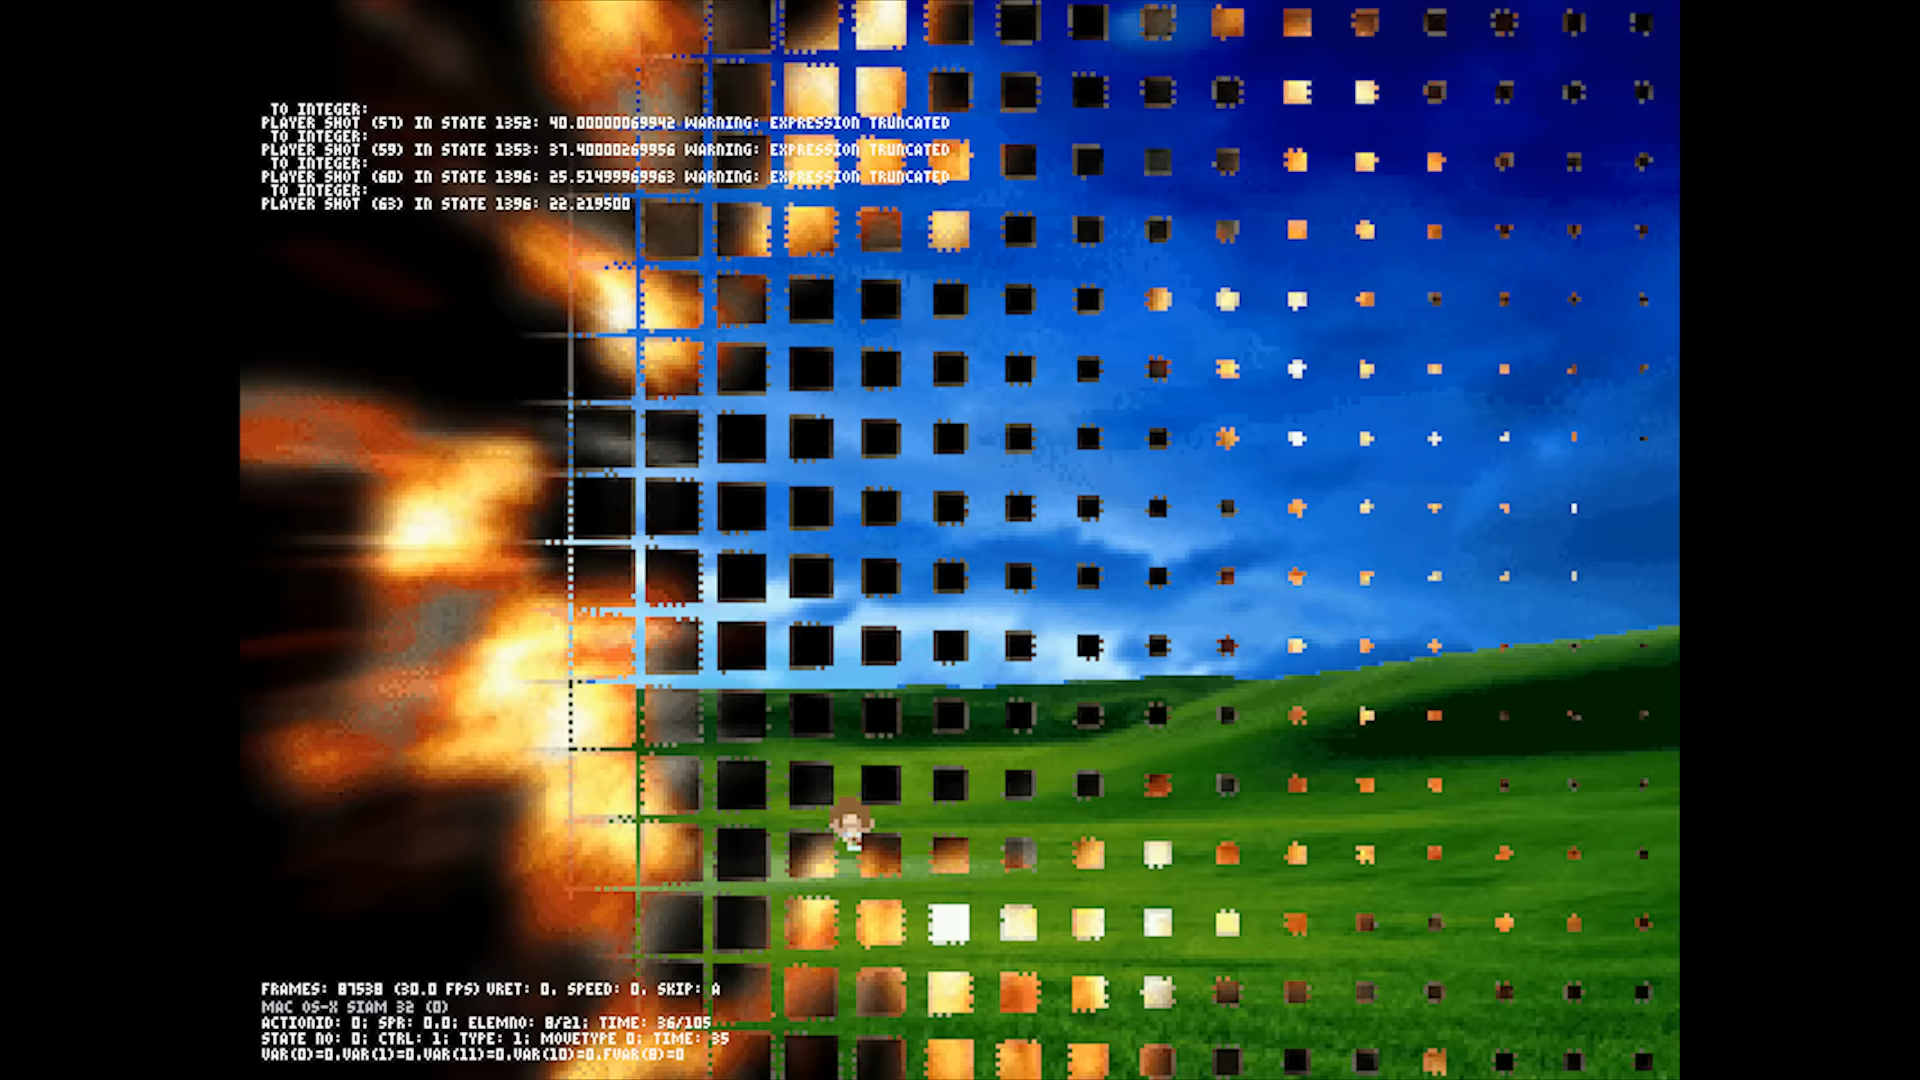 TO INTEGER:
PLAYER SHOT (57) IN STATE 1352: 40.00000069942 WARNING: EXPRESSION TRUNCATED
TO INTEGER:
PLAYER SHOT (59) IN STATE 1353: 37.40000269956 WARNING: EXPRESSION TRUNCATED
TO INTEGER:
PLAYER SHOT (60) IN STATE 1396: 25.51499969963 WARNING: EXPRESSION TRUNCATED
TO INTEGER:
PLAYER SHOT (63) IN STATE 1396: 22.219500
FRAMES: 87538 (30.0 FPS) VRET: 0. SPEED: 0. SKIP: A
MAC OS-X SIAM 32 (0)
ACTIONID: 0; SPR: 0.0; ELEMNO: 8/21; TIME: 36/105
STATE NO: 0; CTRL: 1; TYPE: 1; MOVETYPE 0; TIME: 35
VAR(0)=0.VAR(1)=0.VAR(11)=0.VAR(10)=0.FVAR(8)=0